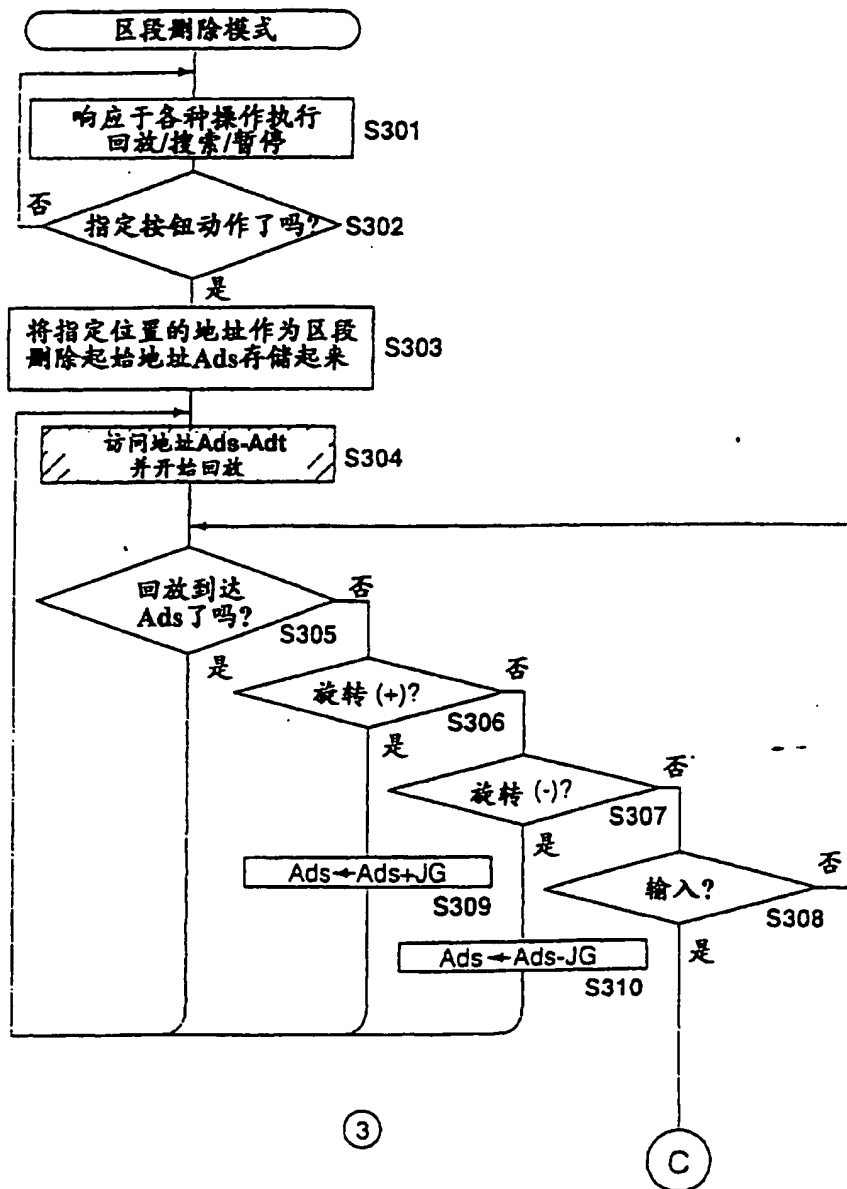 区段删除模式
响应于各种操作执行
回放/搜索/暂停
S301
否
指定按钮动作了吗?
S302
是
将指定位置的地址作为区段
删除起始地址Ads存储起来
S303
访问地址Ads-Adt
并开始回放
S304
回放到达
Ads了吗?
否
S305
是
旋转 (+)?
否
S306
是
旋转 (-)?
否
S307
是
输入?
否
S308
是
Ads←Ads+JG
S309
Ads←Ads-JG
S310
3
C